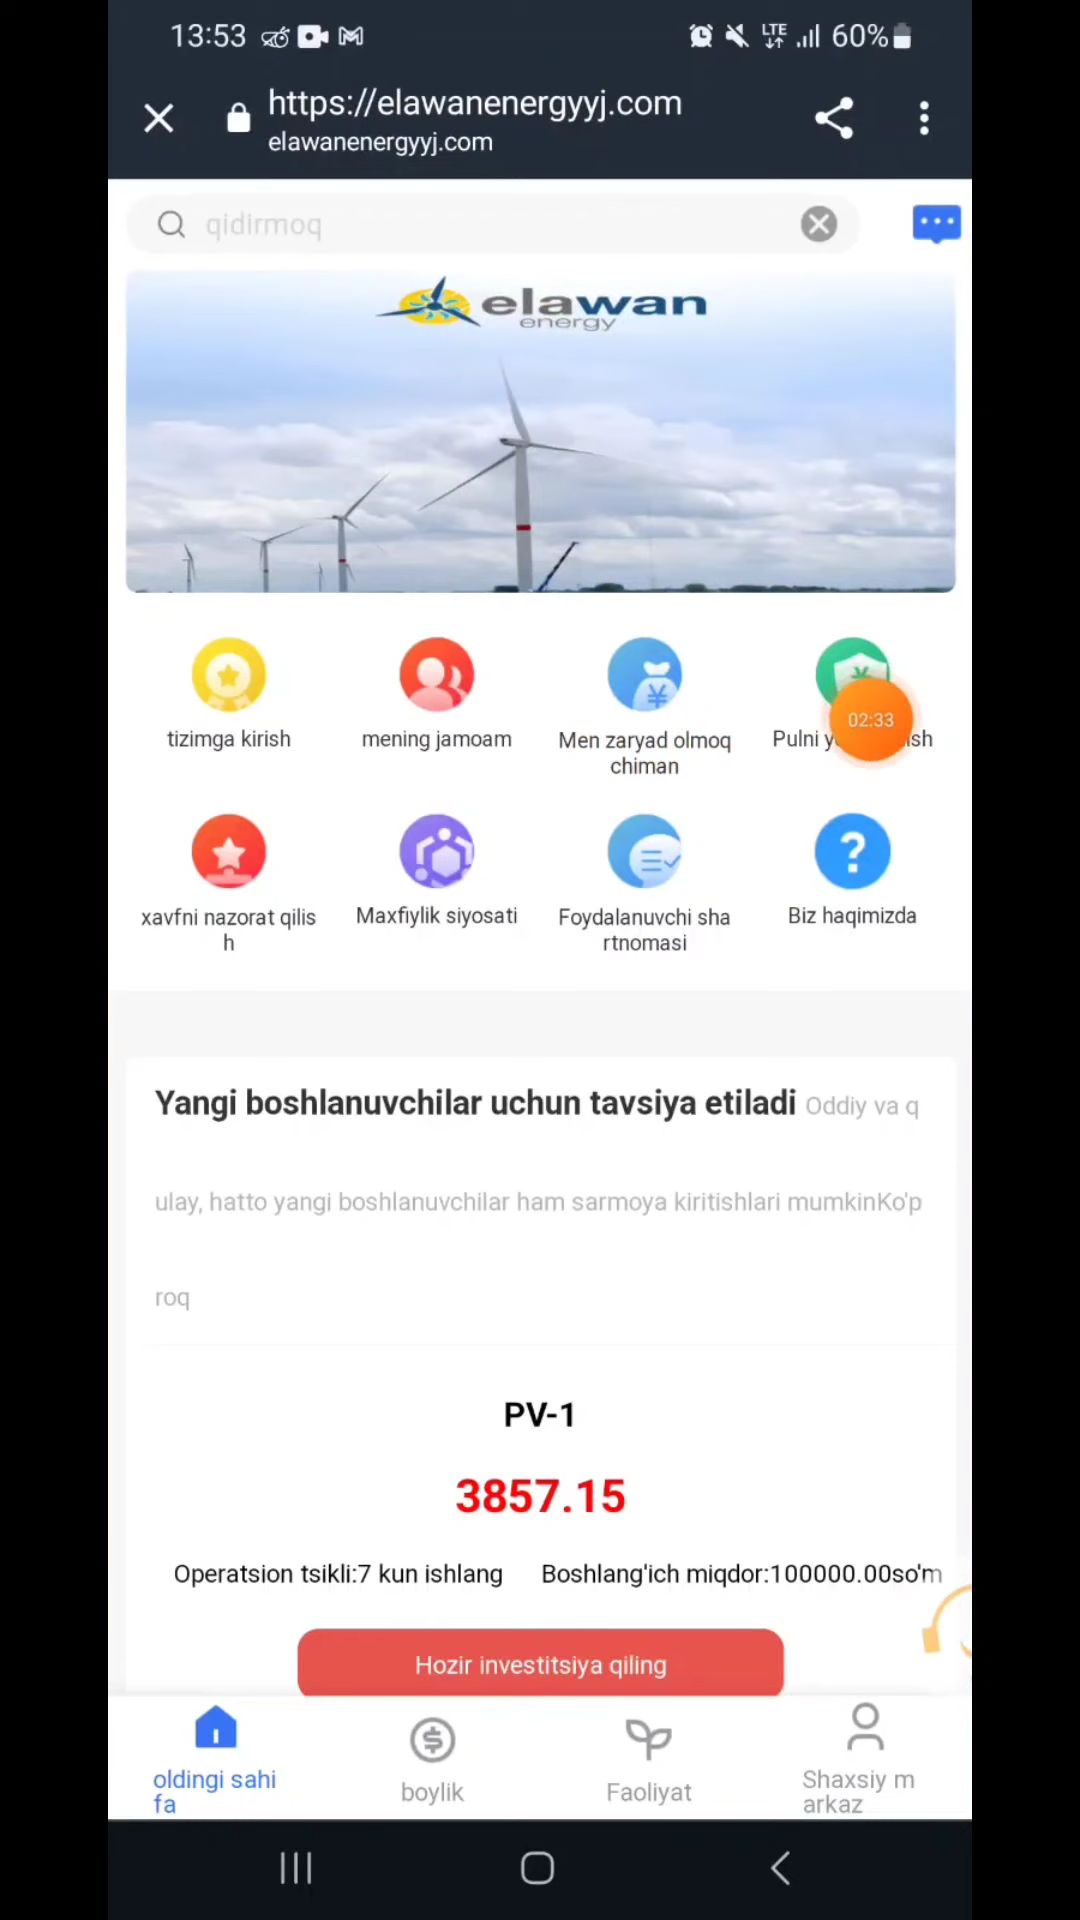 13:53
LTE
60%
https://elawanenergyyj.com
elawanenergyyj.com
qidirmoq
elawan
energy
02:33
tizimga kirish
mening jamoam
Men zaryad olmoq
chiman
Pulni
xavfni nazorat qilis
h
Maxfiylik siyosati
Foydalanuvchi sha
rtnomasi
Biz haqimizda
Yangi boshlanuvchilar uchun tavsiya etiladi Oddiy va q
ulay, hatto yangi boshlanuvchilar ham sarmoya kiritishlari mumkinKo'p
roq
PV-1
3857.15
Operatsion tsikli:7 kun ishlang
Boshlang'ich miqdor:100000.00so'm
Hozir investitsiya qiling
oldingi sahi
fa
boylik
Faoliyat
Shaxsiy m
arkaz